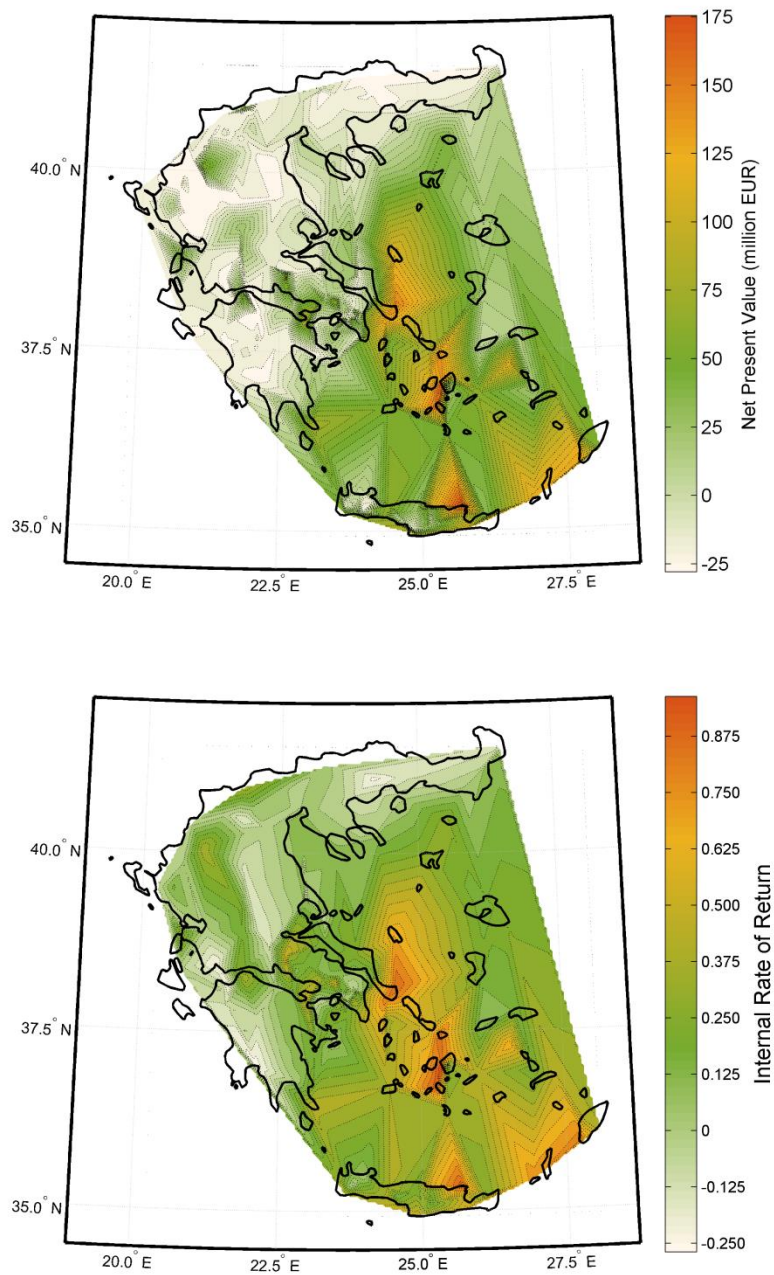 175
150
125
100
75
50
25
0
-25
Net Present Value (million EUR)
40.0° N
37.5° N
35.0° N
20.0° E
22.5° E
25.0° E
27.5° E
0.875
0.750
0.625
0.500
0.375
0.250
0.125
0
-0.125
-0.250
Internal Rate of Return
40.0° N
37.5° N
35.0° N
20.0° E
22.5° E
25.0° E
27.5° E